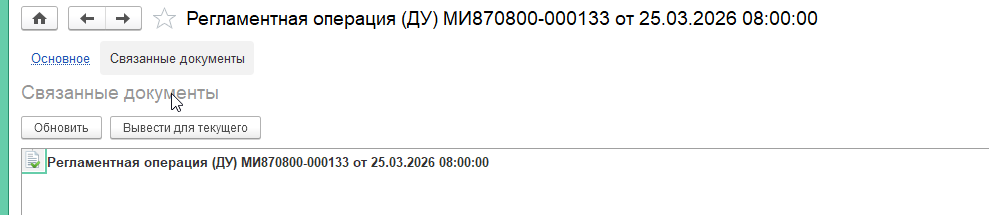 Регламентная операция (ДУ) МИ870800-000133 от 25.03.2026 08:00:00
Основное Связанные документы
Связанные документы
Обновить Вывести для текущего
Регламентная операция (ДУ) МИ870800-000133 от 25.03.2026 08:00:00